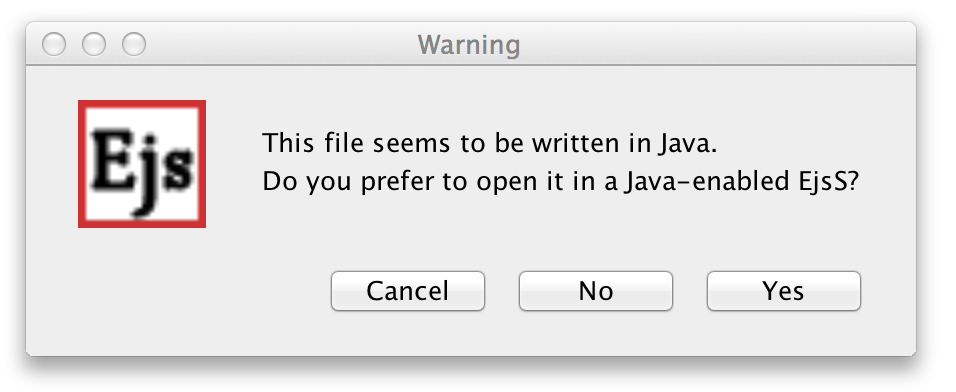 Warning
Ejs
This file seems to be written in Java.
Do you prefer to open it in a Java-enabled EjsS?
Cancel
No
Yes